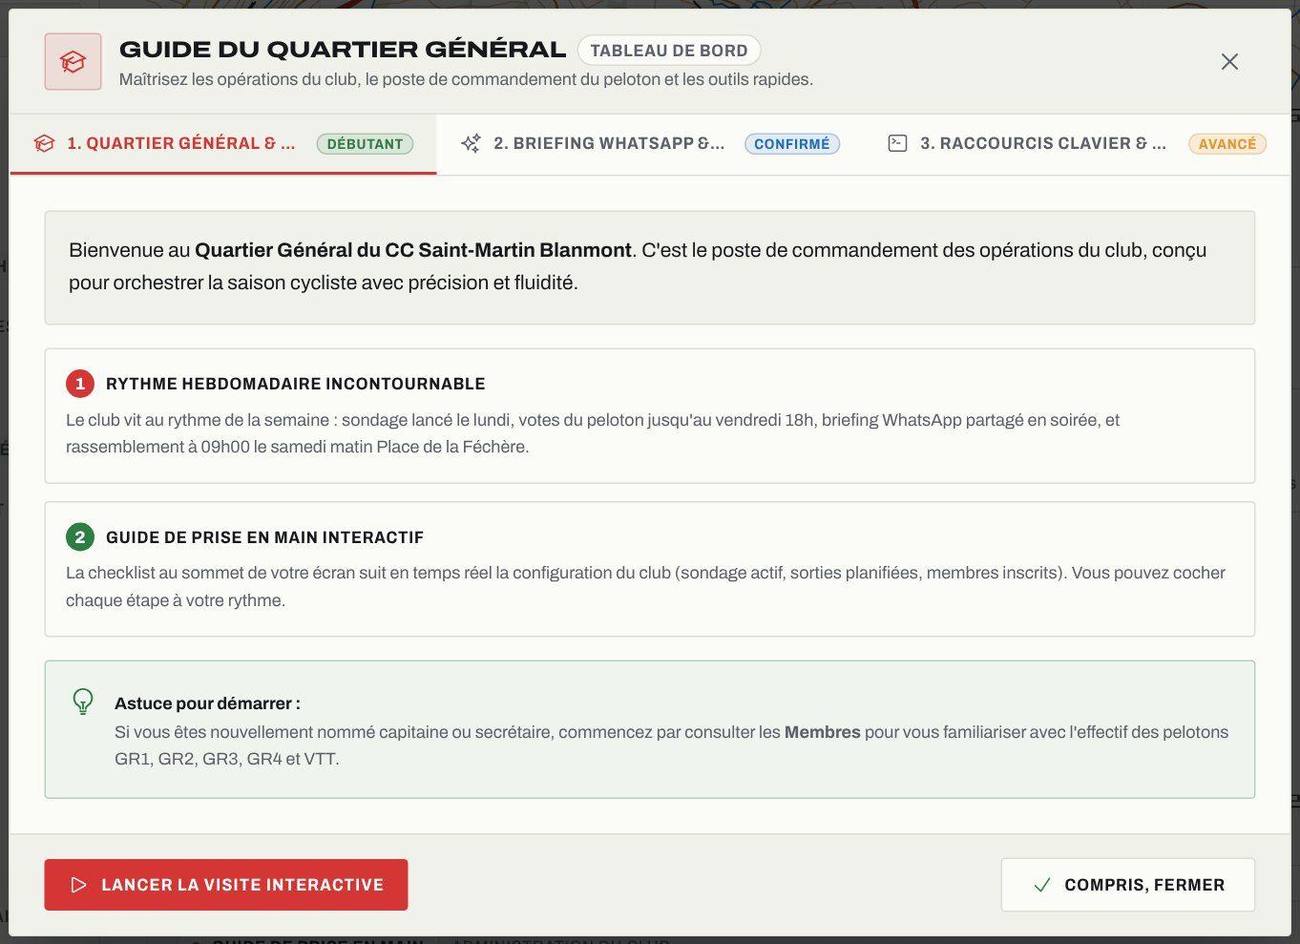 GUIDE DU QUARTIER GÉNÉRAL
TABLEAU DE BORD
Maîtrisez les opérations du club, le poste de commandement du peloton et les outils rapides.
1. QUARTIER GÉNÉRAL & ...
DÉBUTANT
2. BRIEFING WHATSAPP &...
CONFIRMÉ
3. RACCOURCIS CLAVIER & ...
AVANCÉ
Bienvenue au Quartier Général du CC Saint-Martin Blanmont. C'est le poste de commandement des opérations du club, conçu
pour orchestrer la saison cycliste avec précision et fluidité.
1 RYTHME HEBDOMADAIRE INCONTOURNABLE
Le club vit au rythme de la semaine : sondage lancé le lundi, votes du peloton jusqu'au vendredi 18h, briefing WhatsApp partagé en soirée, et
rassemblement à 09h00 le samedi matin Place de la Féchère.
2 GUIDE DE PRISE EN MAIN INTERACTIF
La checklist au sommet de votre écran suit en temps réel la configuration du club (sondage actif, sorties planifiées, membres inscrits). Vous pouvez cocher
chaque étape à votre rythme.
Astuce pour démarrer :
Si vous êtes nouvellement nommé capitaine ou secrétaire, commencez par consulter les Membres pour vous familiariser avec l'effectif des pelotons
GR1, GR2, GR3, GR4 et VTT.
LANCER LA VISITE INTERACTIVE
COMPRIS, FERMER
GUIDE DE PRISE EN MAIN
ADMINISTRATION DU CLUB